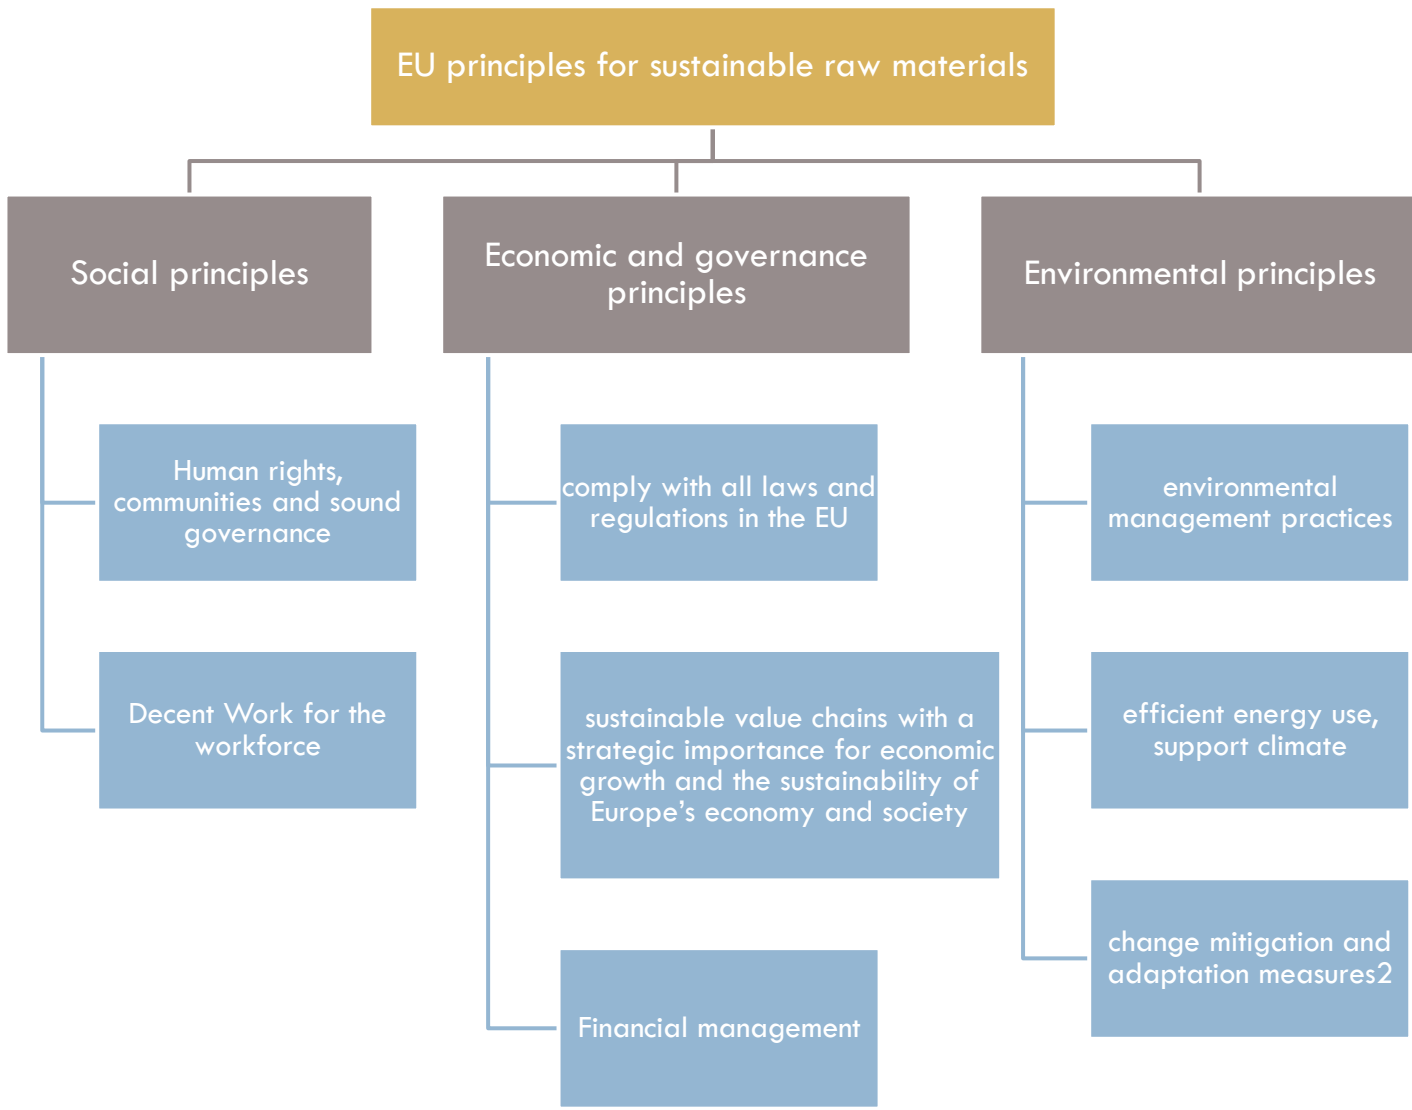 EU principles for sustainable raw materials
Social principles
Human rights,
communities and sound
governance
Decent Work for the
workforce
Economic and governance
principles
comply with all laws and
regulations in the EU
sustainable value chains with a
strategic importance for economic
growth and the sustainability of
Europe’s economy and society
Financial management
Environmental principles
environmental
management practices
efficient energy use,
support climate
change mitigation and
adaptation measures2